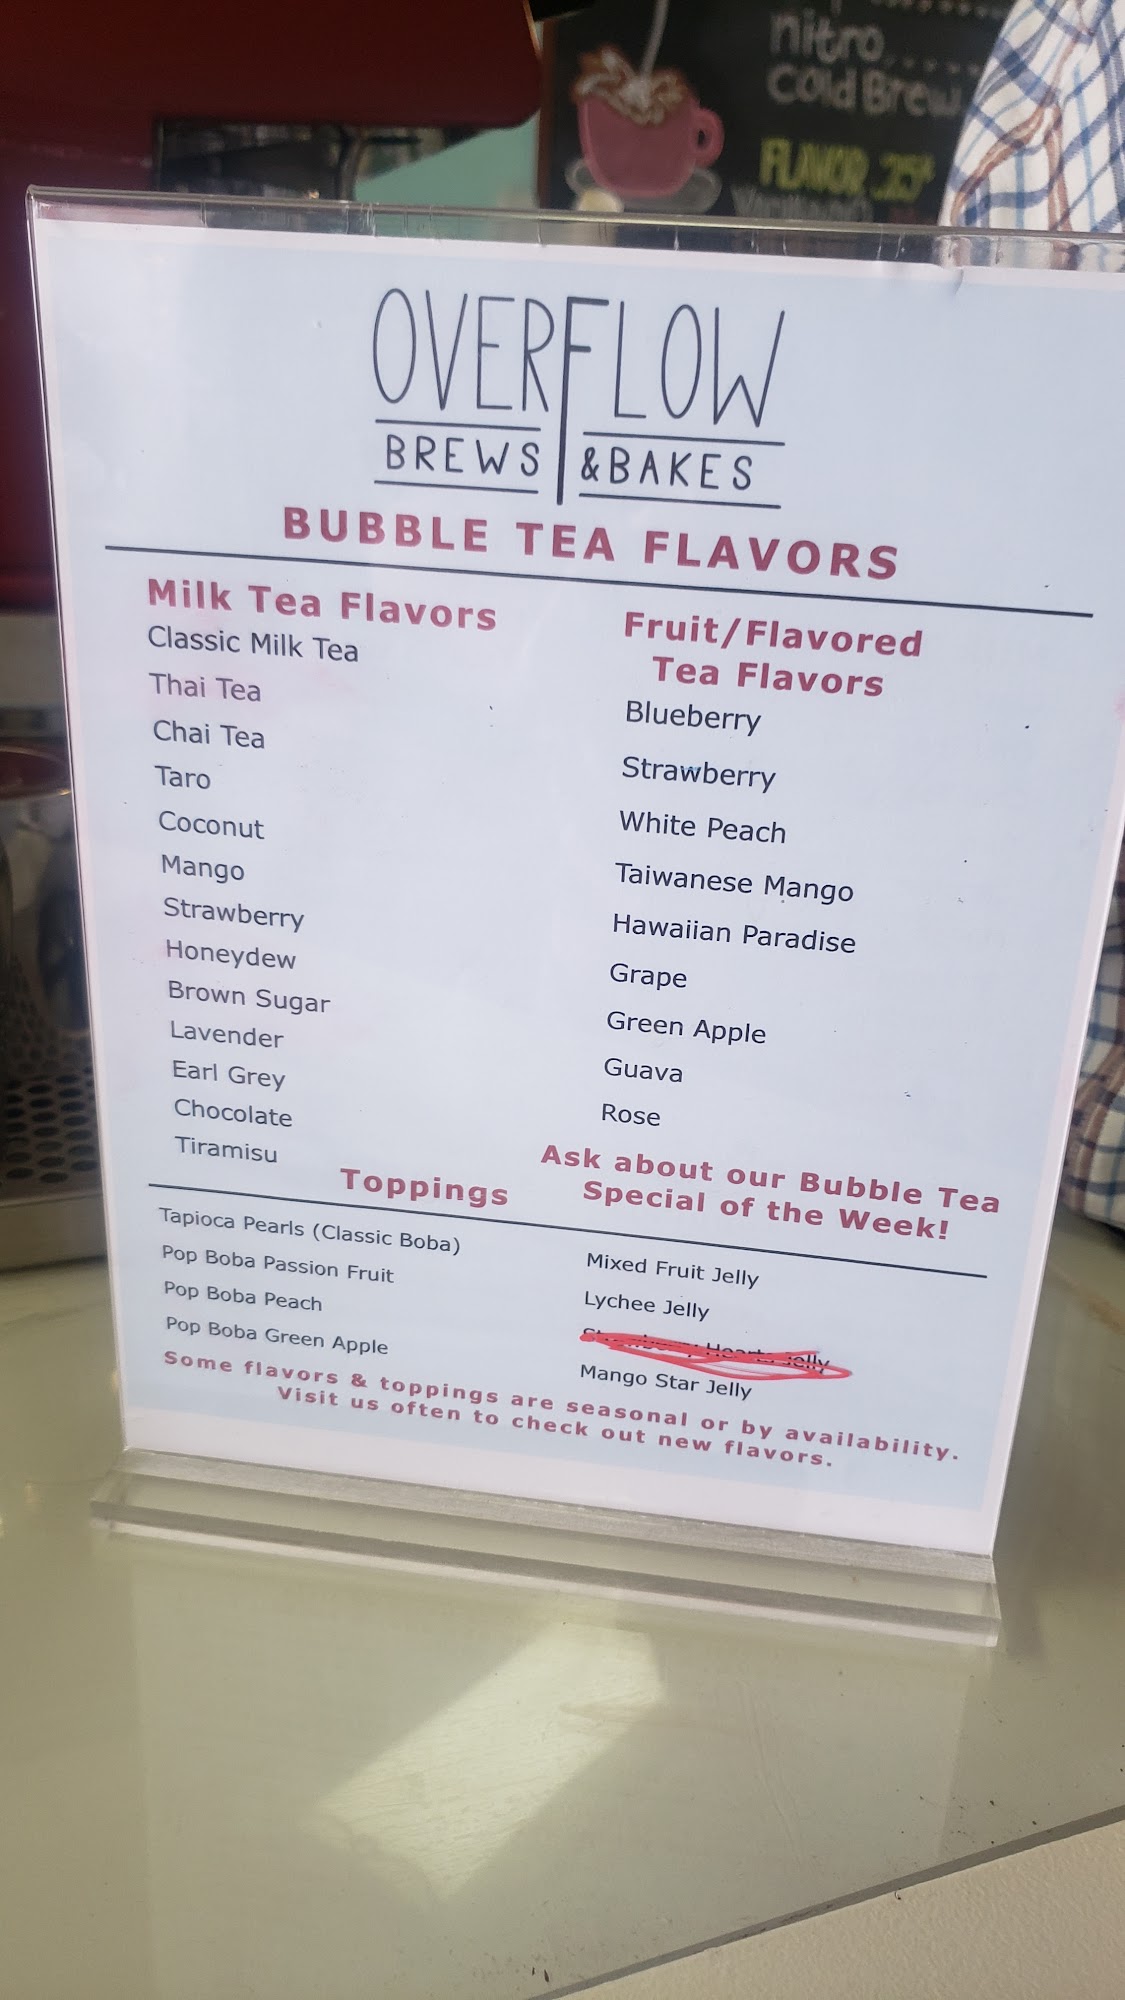 nitro
Cold Brew
FLAVOR .25¢
OVERFLOW
BREWS & BAKES
BUBBLE TEA FLAVORS
Milk Tea Flavors
Classic Milk Tea
Thai Tea
Chai Tea
Taro
Coconut
Mango
Strawberry
Honeydew
Brown Sugar
Lavender
Earl Grey
Chocolate
Tiramisu
Fruit/Flavored
Tea Flavors
Blueberry
Strawberry
White Peach
Taiwanese Mango
Hawaiian Paradise
Grape
Green Apple
Guava
Rose
Ask about our Bubble Tea
Special of the Week!
Toppings
Tapioca Pearls (Classic Boba)
Pop Boba Passion Fruit
Pop Boba Peach
Pop Boba Green Apple
Mixed Fruit Jelly
Lychee Jelly
Strawberry Hearts Jelly
Mango Star Jelly
Some flavors & toppings are seasonal or by availability.
Visit us often to check out new flavors.